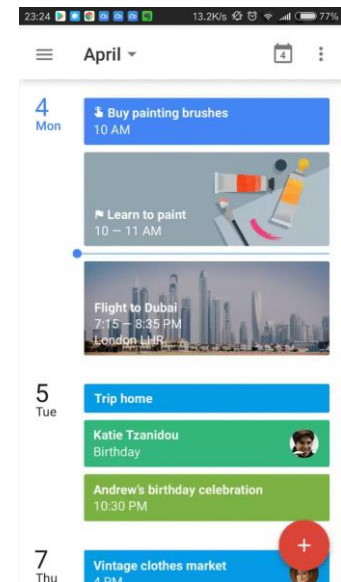 23:24 13.2K/s 77%
April
4
4
Mon
Buy painting brushes
10 AM
Learn to paint
10 — 11 AM
Flight to Dubai
7:15 — 8:35 PM
London LHR
5
Tue
Trip home
Katie Tzanidou
Birthday
Andrew's birthday celebration
10:30 PM
7
Thu
Vintage clothes market
4 PM